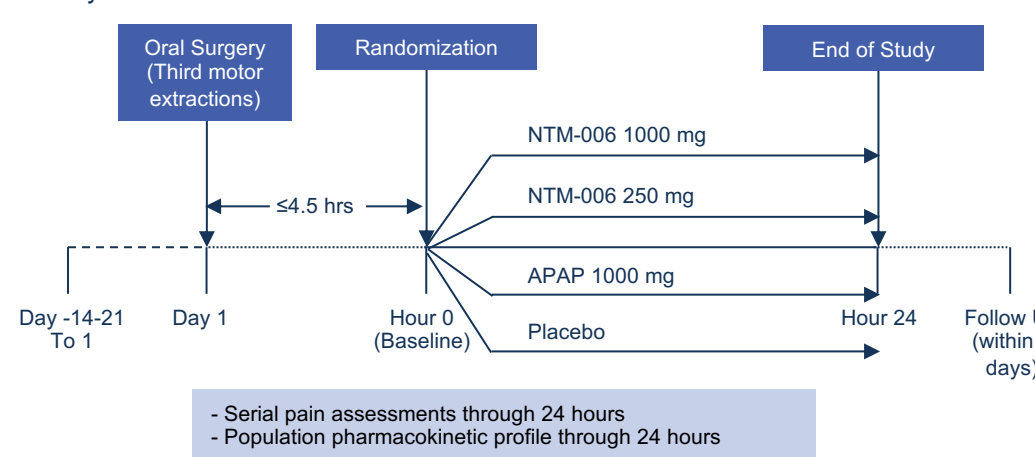 Oral Surgery
(Third motor
extractions)
Randomization
End of Study
NTM-006 1000 mg
NTM-006 250 mg
≤4.5 hrs
APAP 1000 mg
Placebo
Day -14-21
To 1
Day 1
Hour 0
(Baseline)
Hour 24
Follow
(within
days)
- Serial pain assessments through 24 hours
- Population pharmacokinetic profile through 24 hours